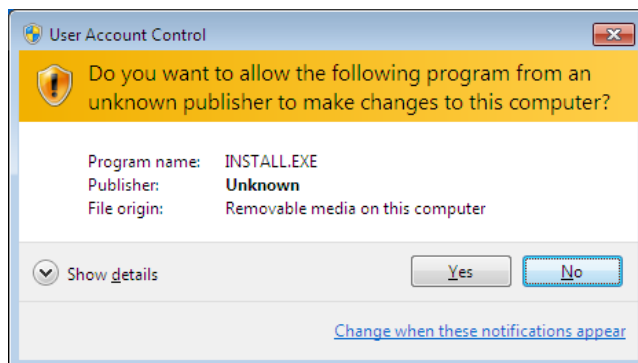 User Account Control
Do you want to allow the following program from an
unknown publisher to make changes to this computer?
Program name: INSTALL.EXE
Publisher: Unknown
File origin: Removable media on this computer
Show details Yes No
Change when these notifications appear